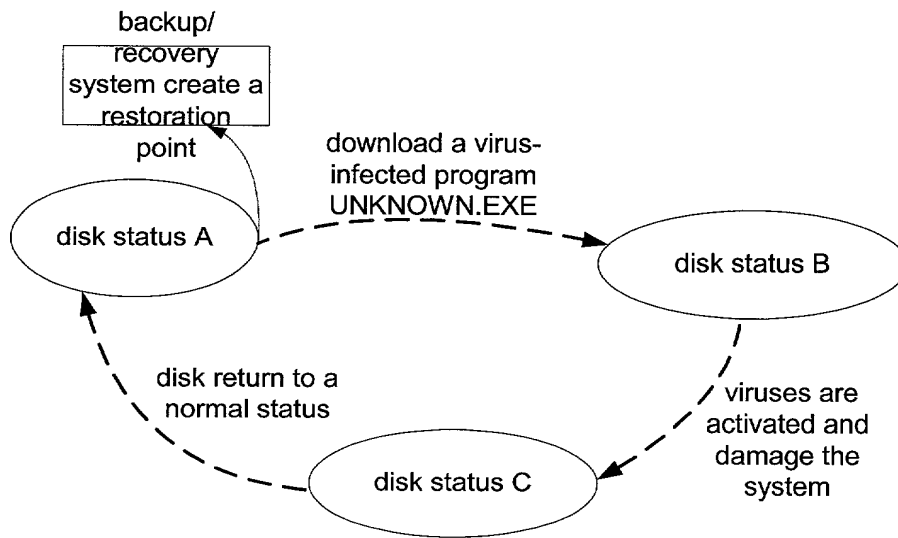 backup/
recovery
system create a
restoration
point
download a virus-
infected program
UNKNOWN.EXE
disk status A
disk status B
disk return to a
normal status
viruses are
activated and
damage the
system
disk status C